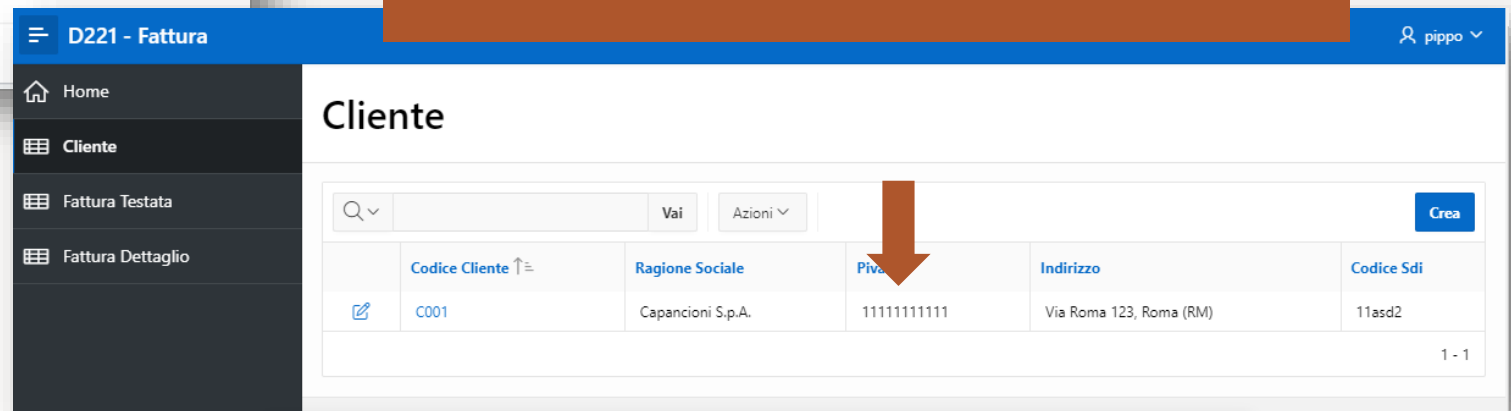 D221 - Fattura
pippo
Home
Cliente
Fattura Testata
Fattura Dettaglio
Cliente
Vai Azioni Crea
Codice Cliente Ragione Sociale Indirizzo Codice Sdi
C001 Capancioni S.p.A. 11111111111 Via Roma 123, Roma (RM) 11asd2
1 - 1